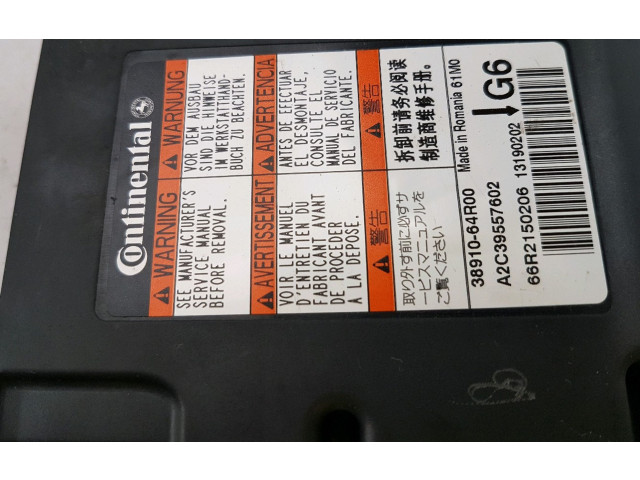 Continental
WARNING
SEE MANUFACTURER'S
SERVICE MANUAL
BEFORE REMOVAL.
WARNUNG
VOR DEM AUSBAU
SIND DIE HINWEISE
IM WERKSTATTHAND-
BUCH ZU BEACHTEN.
AVERTISSEMENT
VOIR LE MANUEL
D'ENTRETIEN DU
FABRICANT AVANT
DE PROCEDER
A LA DEPOSE.
ADVERTENCIA
ANTES DE EFECTUAR
EL DESMONTAJE,
CONSULTE EL
MANUAL DE SERVICIO
DEL FABRICANTE.
警告
取り外す前に必ずサ
ービスマニュアルを
ご覧ください
警告
拆卸前请务必阅读
制造商维修手册。
38910-64R00 Made in Romania 61M0
A2C39557602 ↓G6
66R2150206 13190202